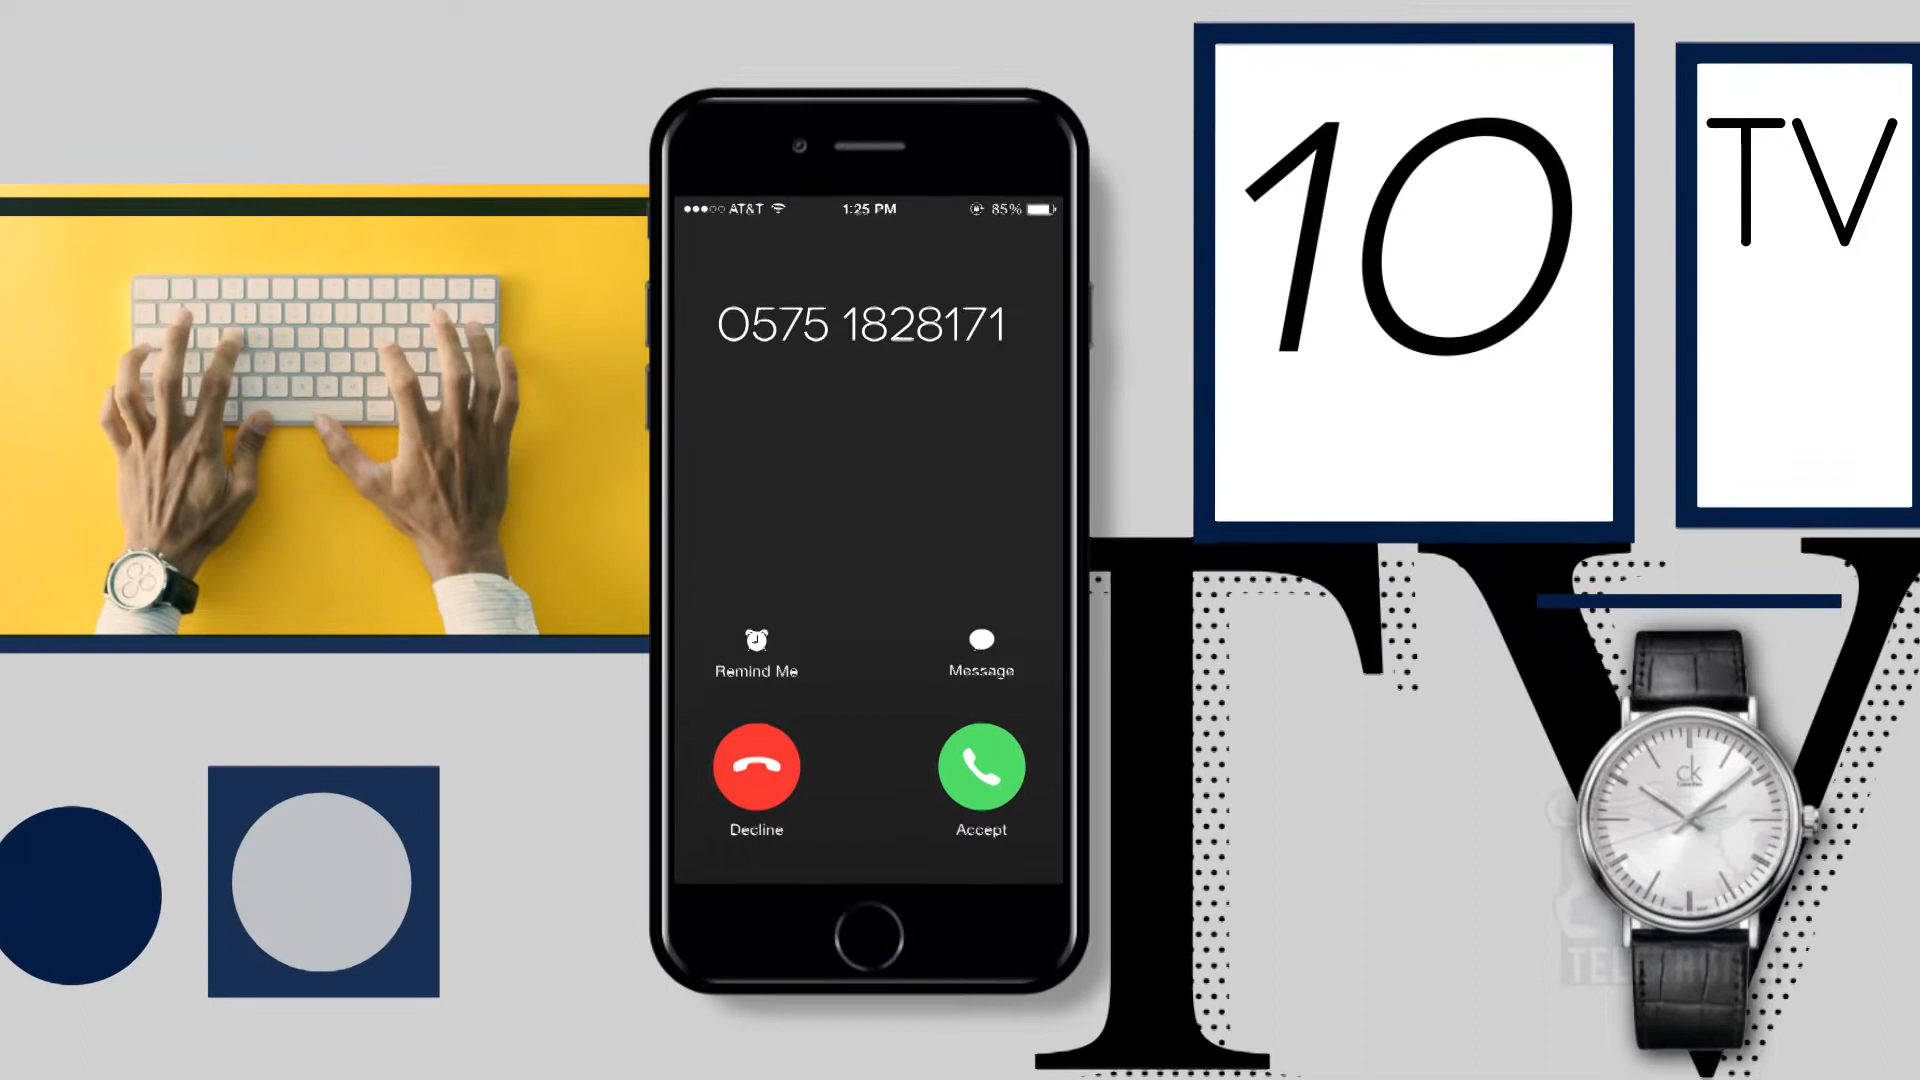 10
TV
●●●○○ AT&T
1:25 PM
85%
0575 1828171
Remind Me
Message
Decline
Accept
TV
ck